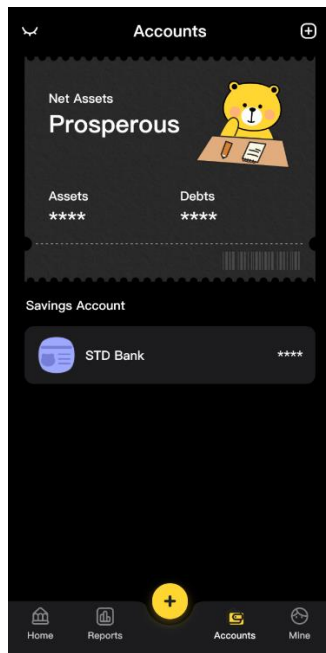 Accounts
Net Assets
Prosperous
Assets
Debts
****
****
Savings Account
STD Bank
****
Home
Reports
Accounts
Mine